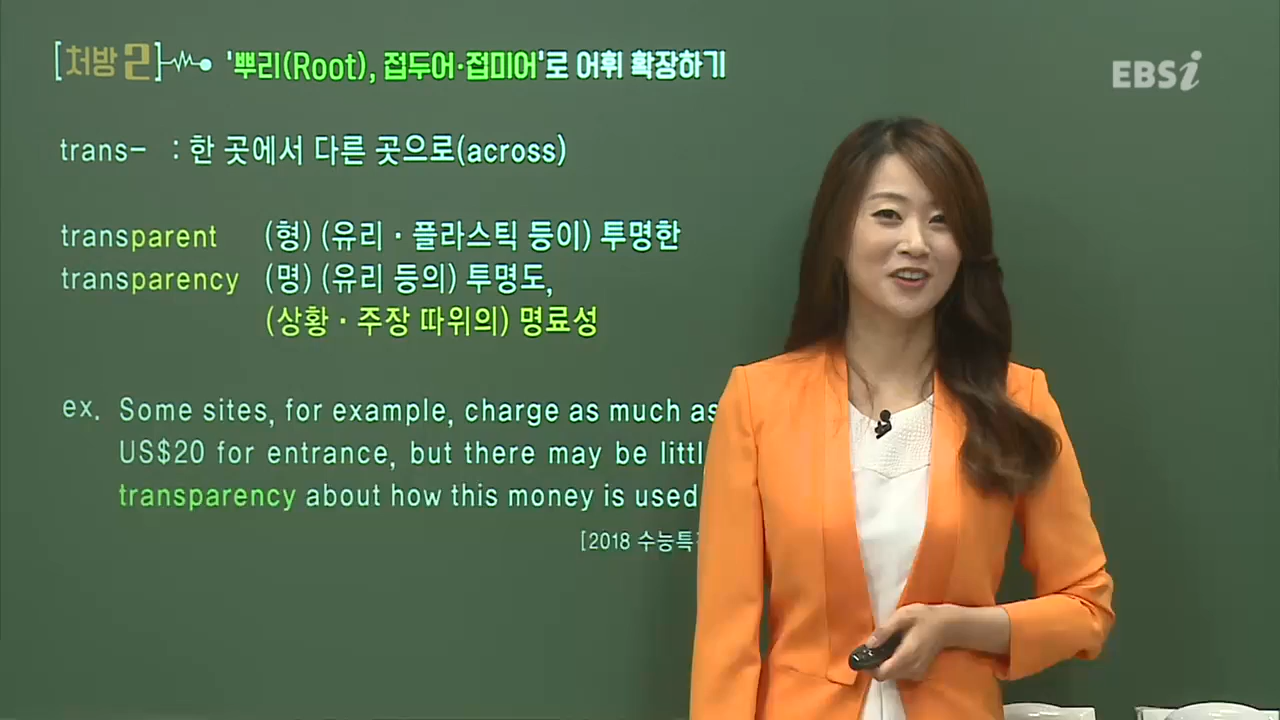 [처방2] '뿌리(Root), 접두어·접미어'로 어휘 확장하기
EBSi
trans- : 한 곳에서 다른 곳으로(across)
transparent (형) (유리·플라스틱 등이) 투명한
transparency (명) (유리 등의) 투명도,
(상황·주장 따위의) 명료성
ex. Some sites, for example, charge as much as
US$20 for entrance, but there may be
transparency about how this money is used
[2018